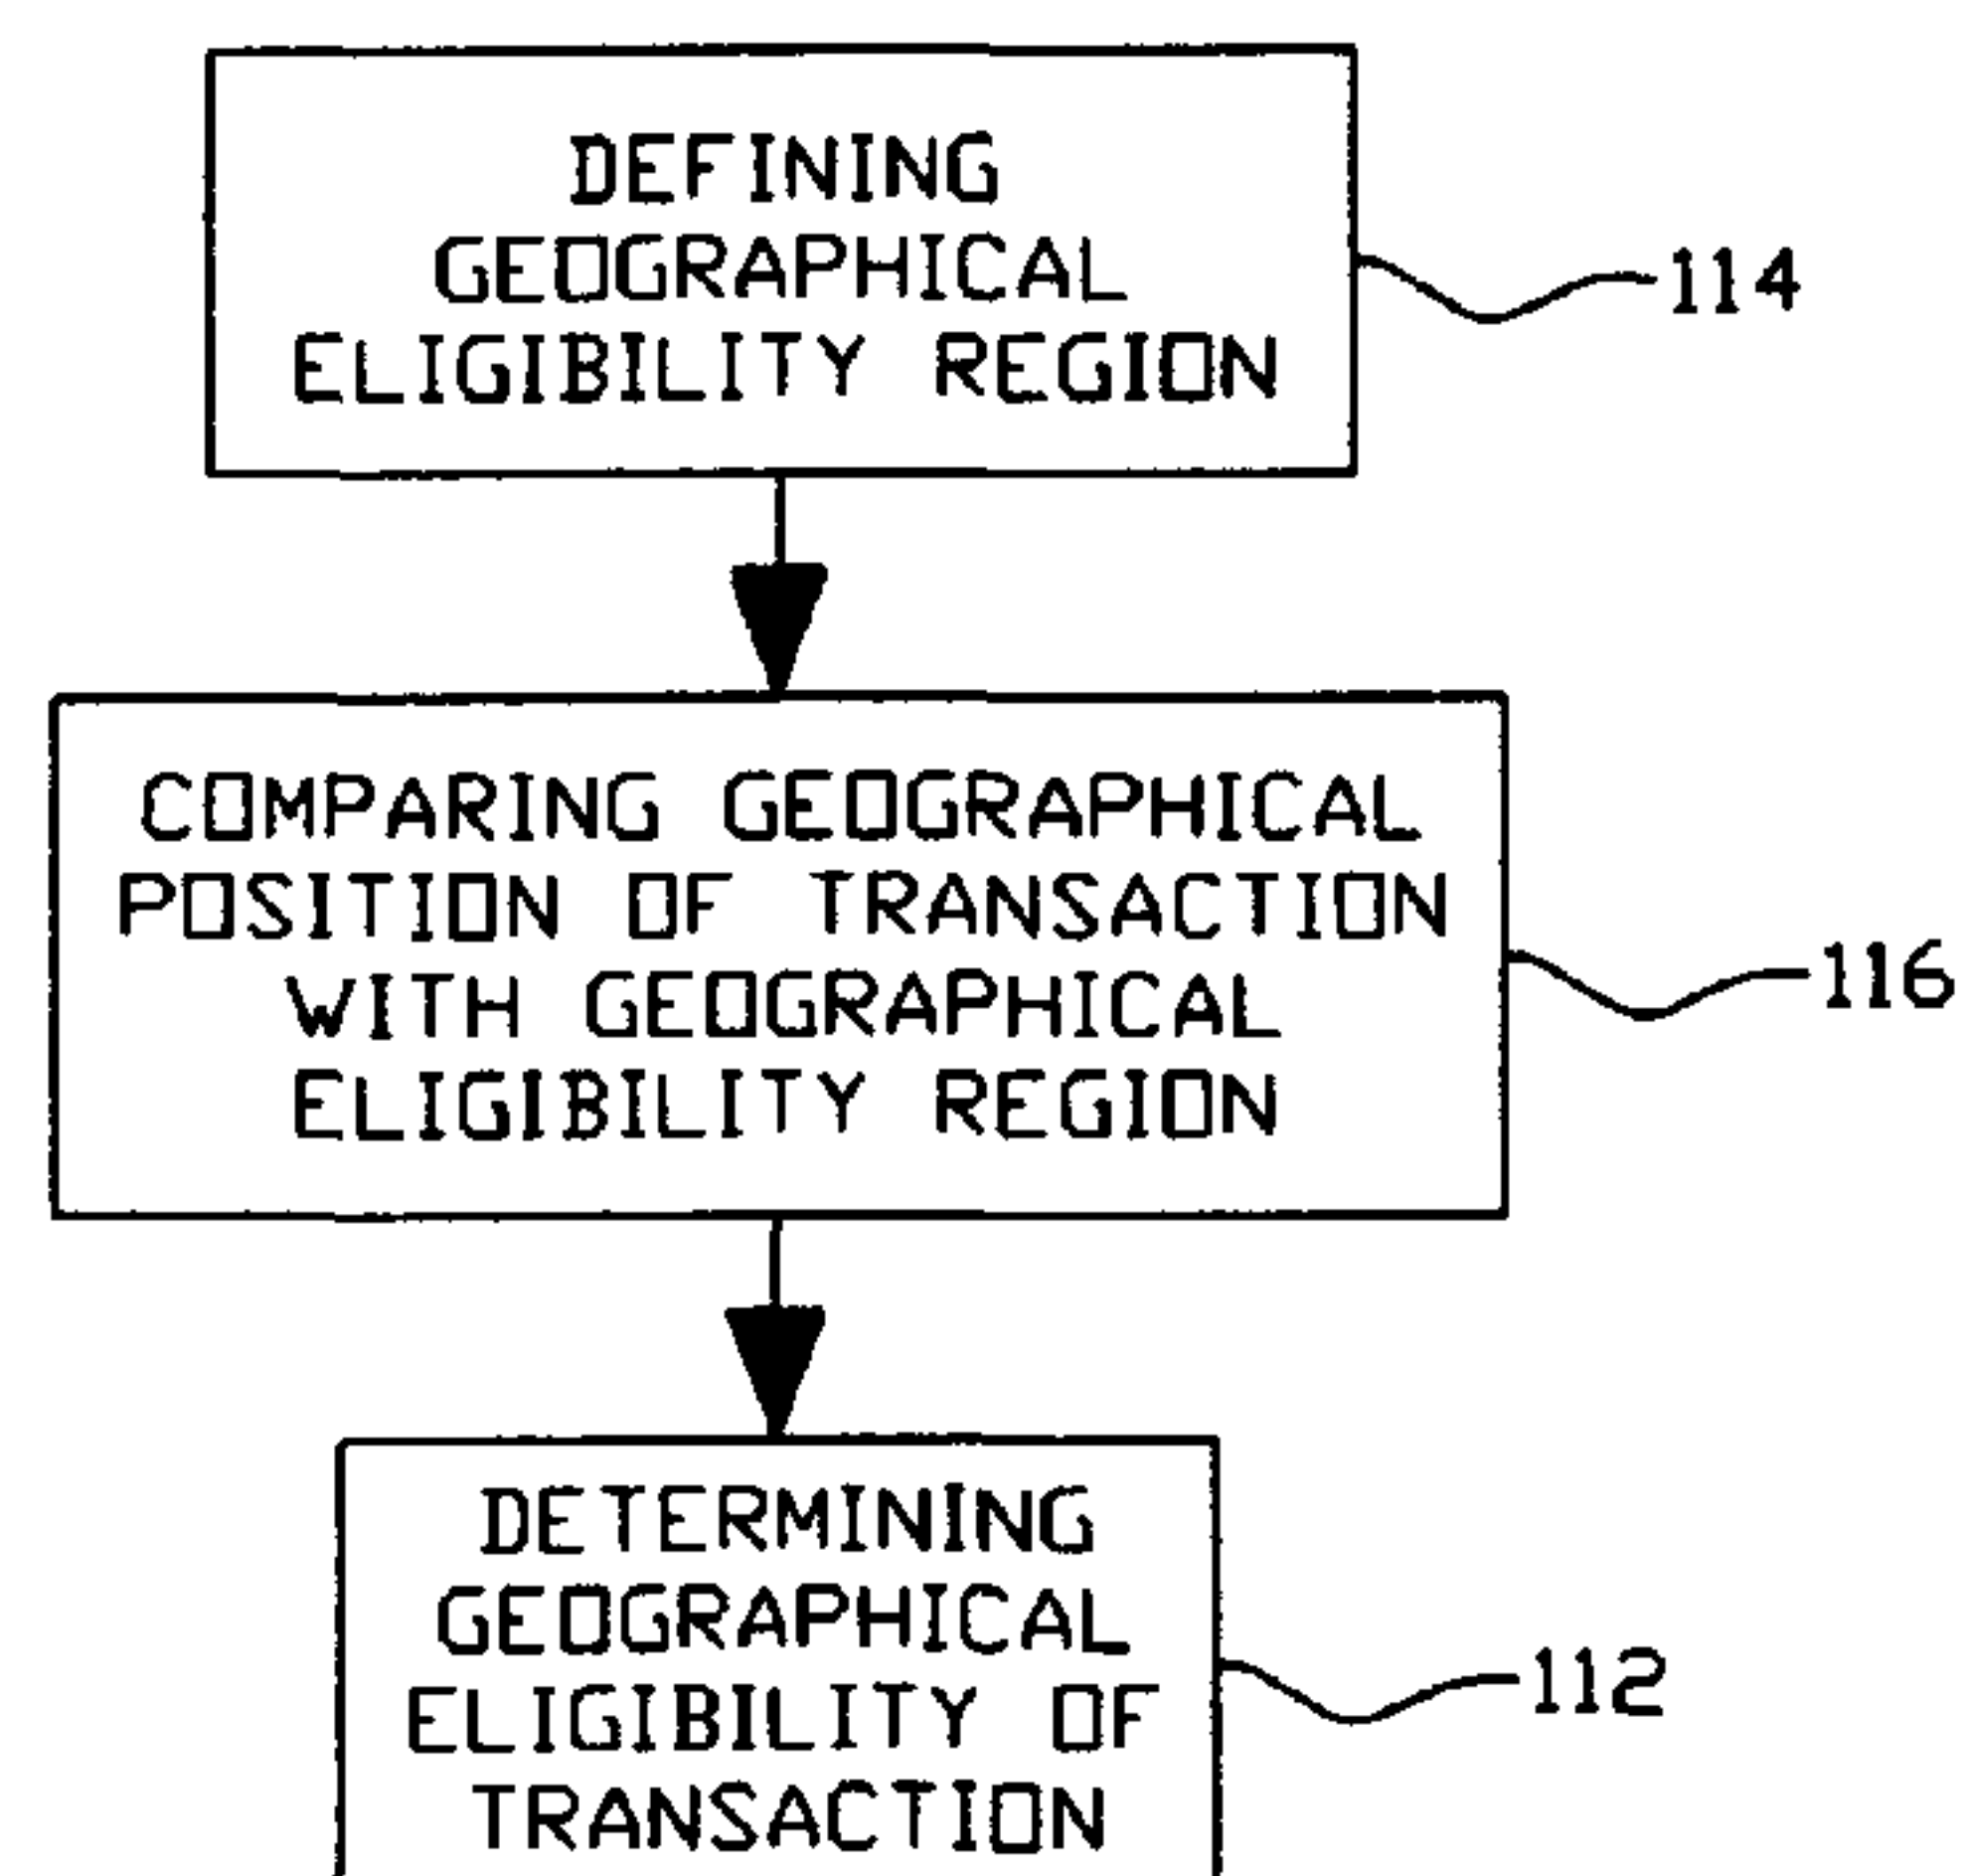 DEFINING
GEOGRAPHICAL
ELIGIBILITY REGION
114
COMPARING GEOGRAPHICAL
POSITION OF TRANSACTION
WITH GEOGRAPHICAL
ELIGIBILITY REGION
116
DETERMINING
GEOGRAPHICAL
ELIGIBILITY OF
TRANSACTION
112